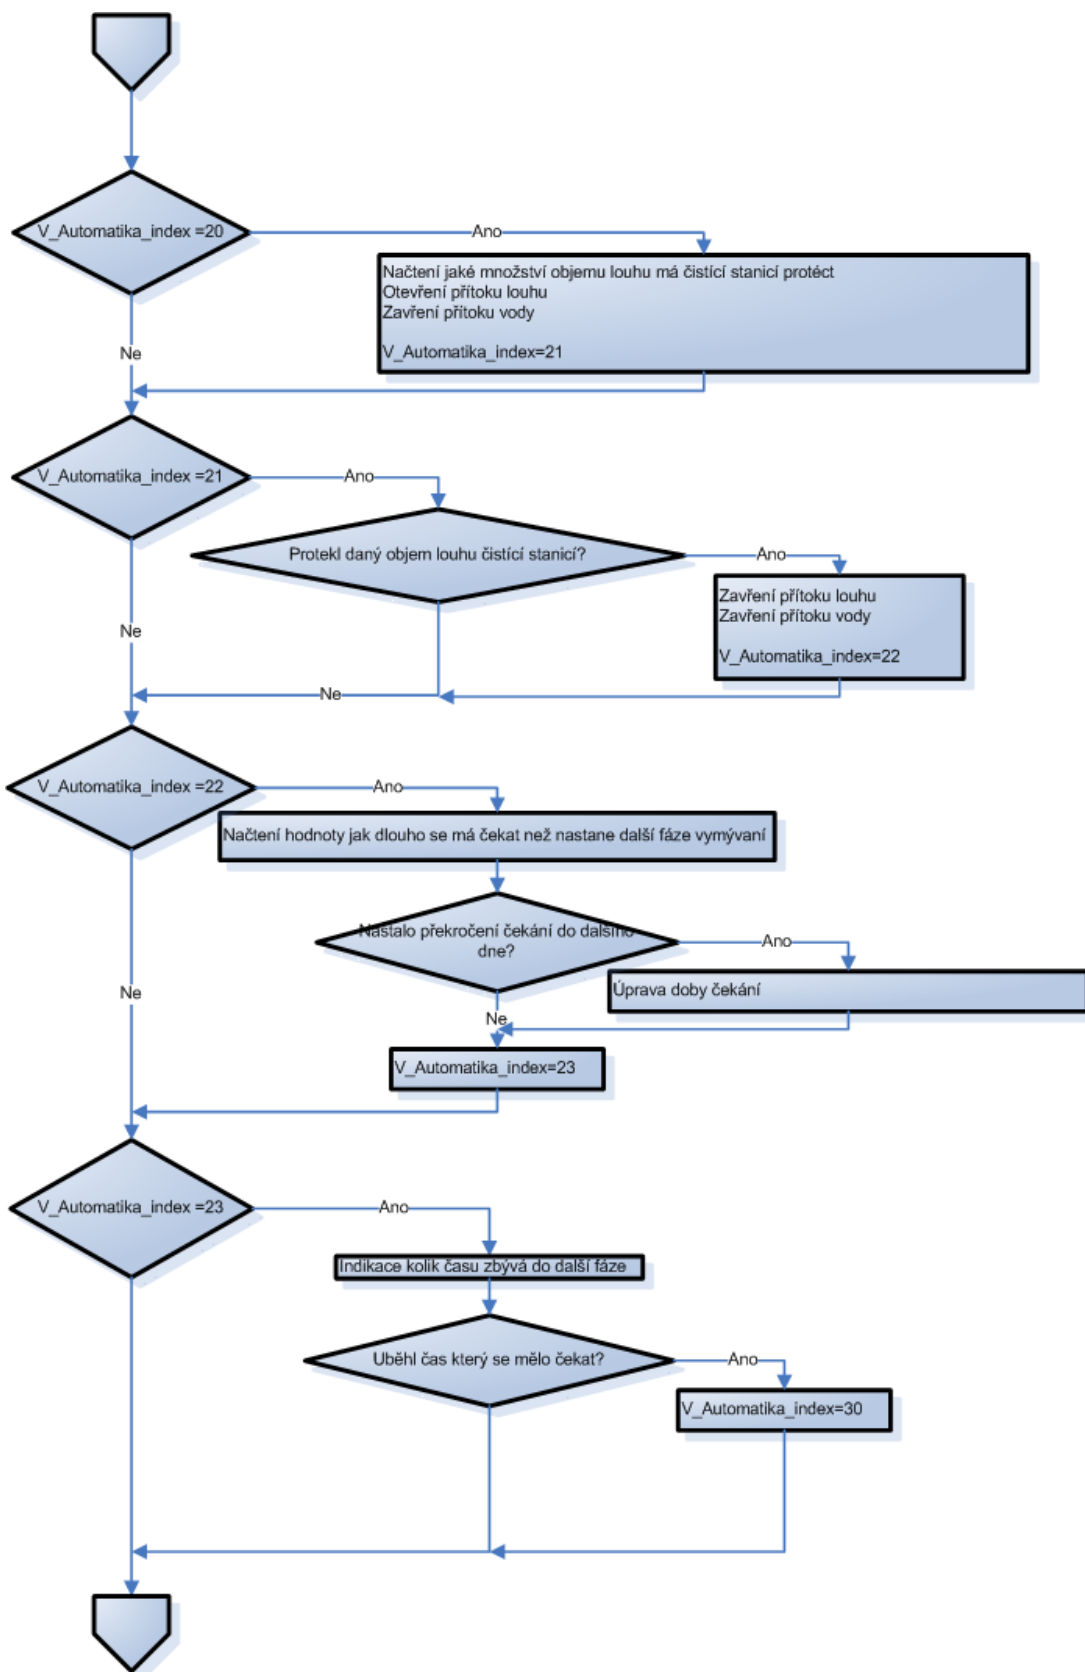 V_Automatika_index =20
Ano
Načtení jaké množství objemu louhu má čistící stanicí protéct
Otevření přítoku louhu
Zavření přítoku vody
V_Automatika_index=21
Ne
V_Automatika_index =21
Ano
Protekl daný objem louhu čistící stanicí?
Ano
Zavření přítoku louhu
Zavření přítoku vody
V_Automatika_index=22
Ne
Ne
V_Automatika_index =22
Ano
Načtení hodnoty jak dlouho se má čekat než nastane další fáze vymývaní
Nastalo překročení čekání do dalšího
dne?
Ano
Úprava doby čekání
Ne
Ne
V_Automatika_index=23
V_Automatika_index =23
Ano
Indikace kolik času zbývá do další fáze
Uběhl čas který se mělo čekat?
Ano
V_Automatika_index=30